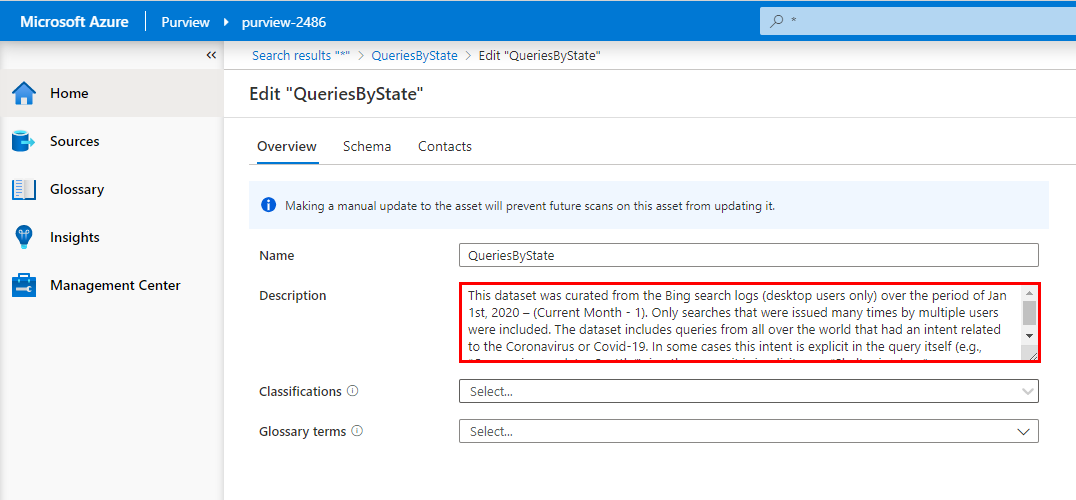 Microsoft Azure Purview purview-2486 *
Search results "*" QueriesByState Edit "QueriesByState"
Home
Sources
Glossary
Insights
Management Center
Edit "QueriesByState"
Overview Schema Contacts
Making a manual update to the asset will prevent future scans on this asset from updating it.
Name QueriesByState
Description
This dataset was curated from the Bing search logs (desktop users only) over the period of Jan
1st, 2020 – (Current Month - 1). Only searches that were issued many times by multiple users
were included. The dataset includes queries from all over the world that had an intent related
to the Coronavirus or Covid-19. In some cases this intent is explicit in the query itself (e.g.,
Classifications Select...
Glossary terms Select...